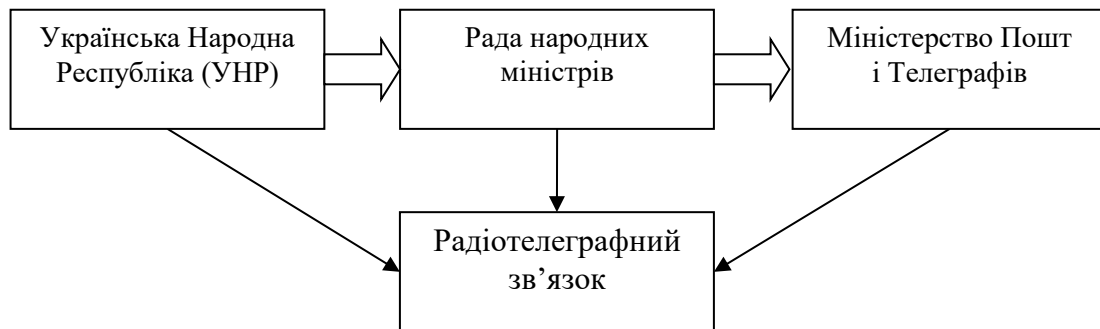 Українська Народна
Республіка (УНР)
Рада народних
міністрів
Міністерство Пошт
і Телеграфів
Радіотелеграфний
зв’язок